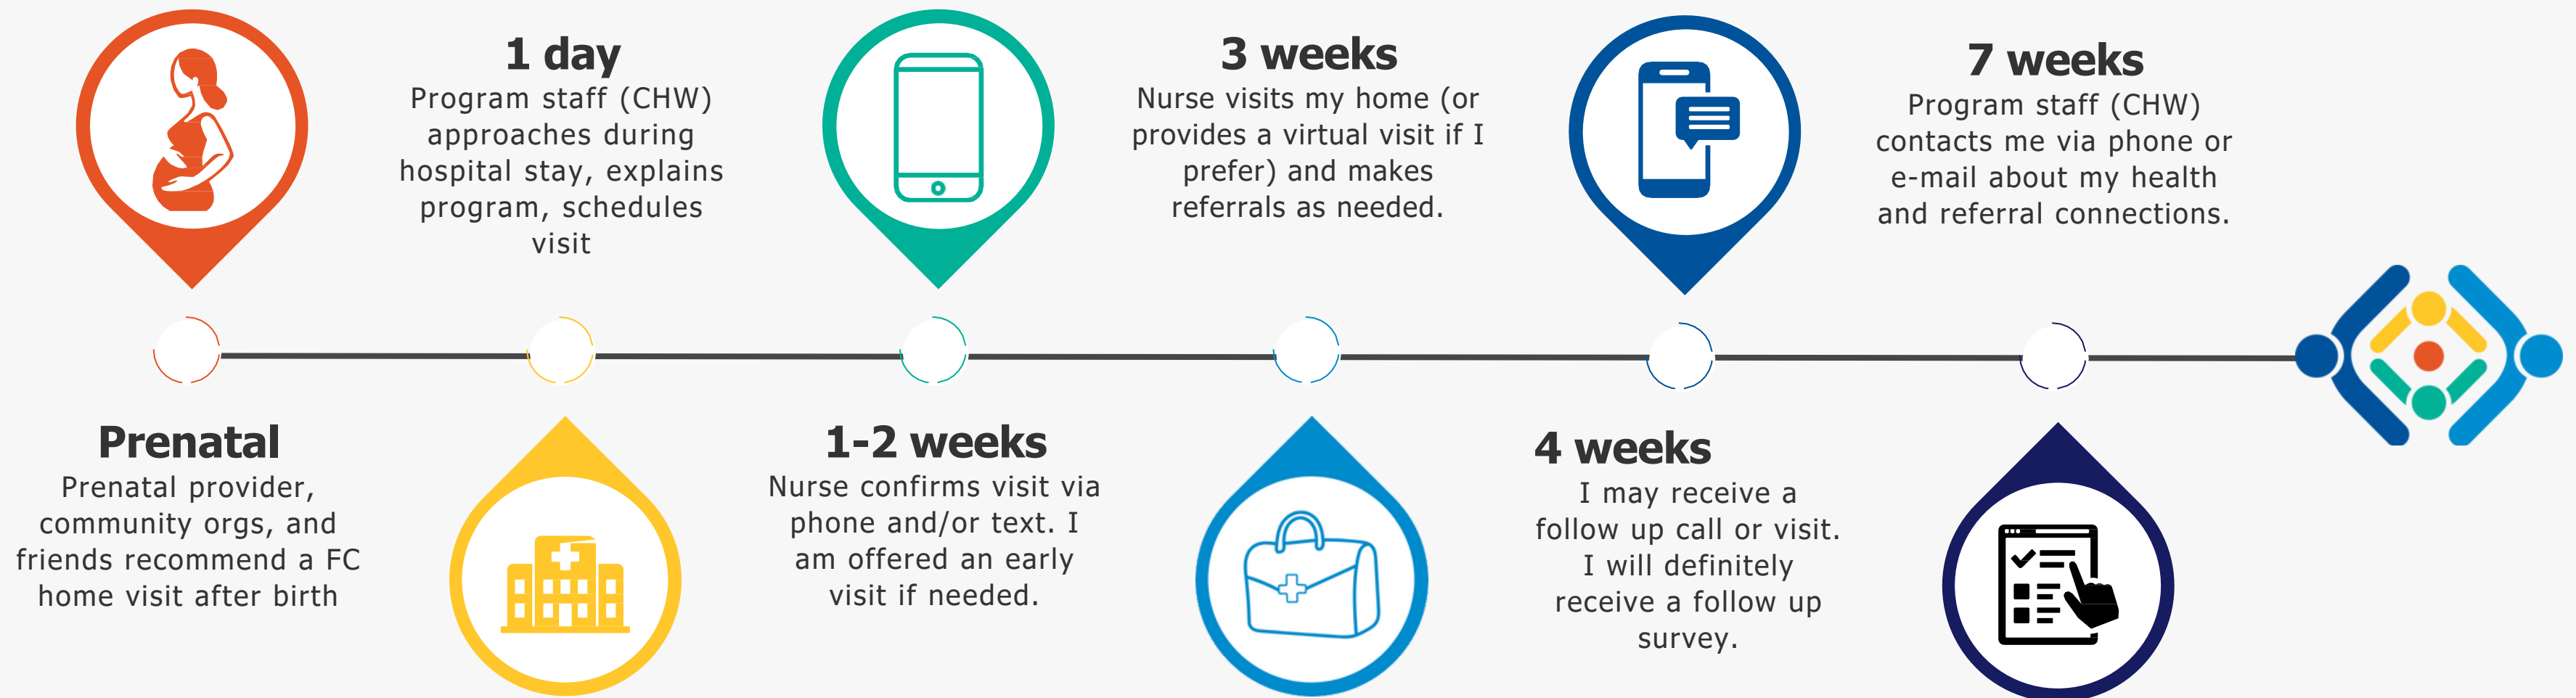 Prenatal
Prenatal provider,
community orgs, and
friends recommend a FC
home visit after birth
1 day
Program staff (CHW)
approaches during
hospital stay, explains
program, schedules
visit
1-2 weeks
Nurse confirms visit via
phone and/or text. I
am offered an early
visit if needed.
3 weeks
Nurse visits my home (or
provides a virtual visit if I
prefer) and makes
referrals as needed.
4 weeks
I may receive a
follow up call or visit.
I will definitely
receive a follow up
survey.
7 weeks
Program staff (CHW)
contacts me via phone or
e-mail about my health
and referral connections.